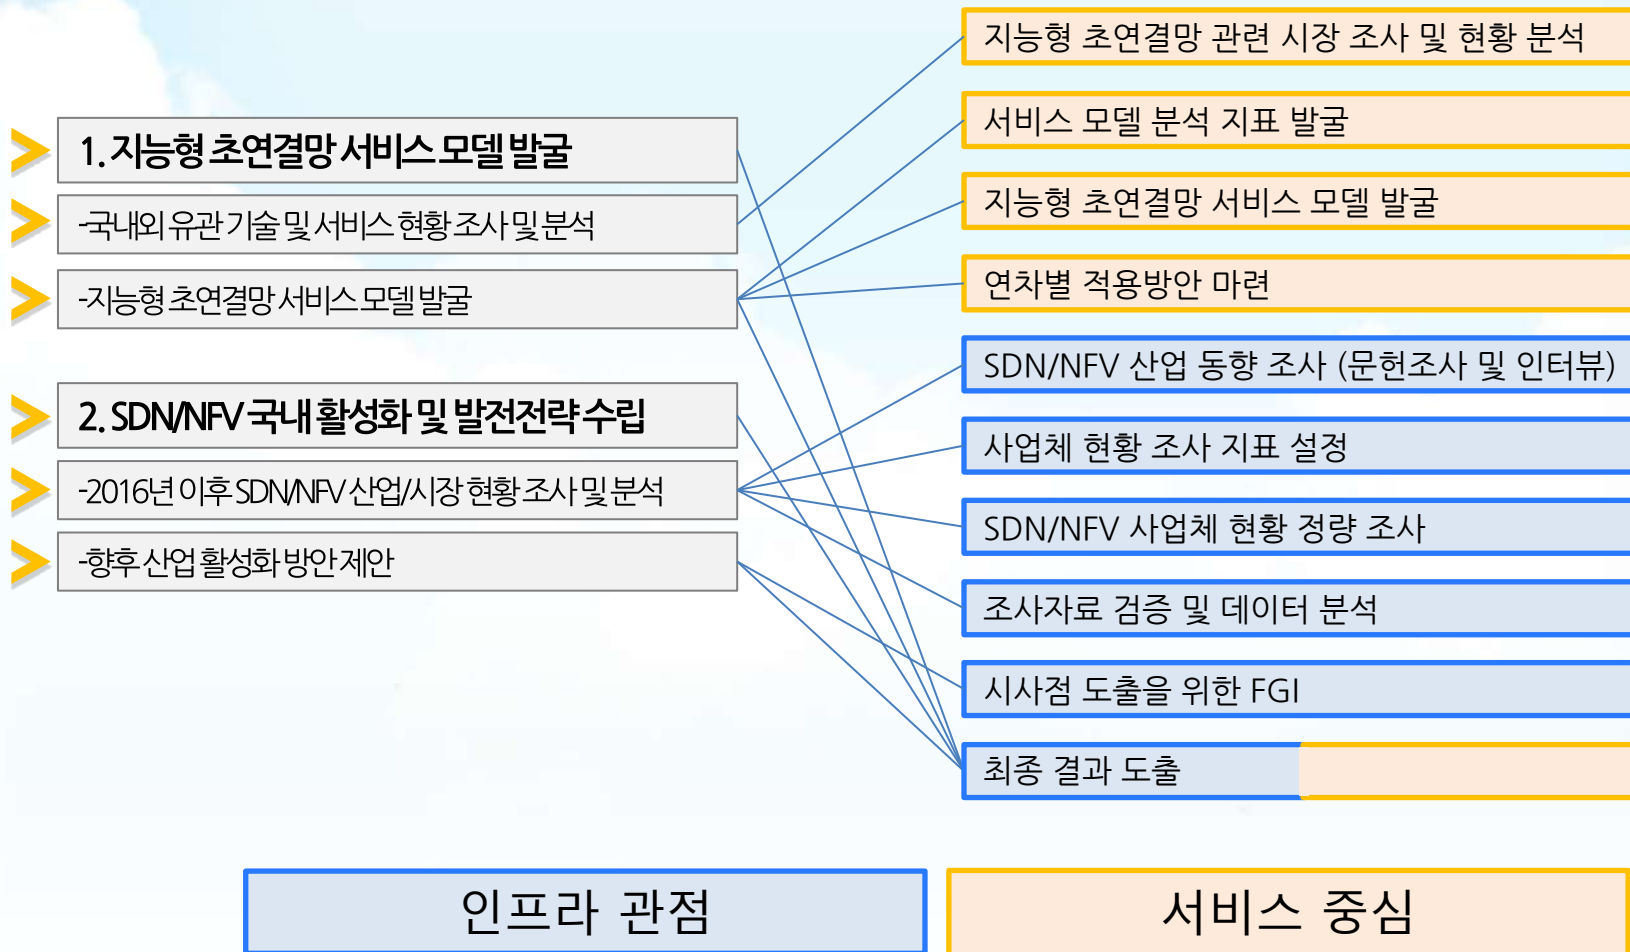 1. 지능형 초연결망 서비스 모델 발굴
-국내외 유관 기술 및 서비스 현황 조사 및 분석
-지능형 초연결망 서비스 모델 발굴
2. SDN/NFV 국내 활성화 및 발전전략 수립
-2016년 이후 SDN/NFV 산업/시장 현황 조사 및 분석
-향후 산업 활성화 방안 제안
지능형 초연결망 관련 시장 조사 및 현황 분석
서비스 모델 분석 지표 발굴
지능형 초연결망 서비스 모델 발굴
연차별 적용방안 마련
SDN/NFV 산업 동향 조사 (문헌조사 및 인터뷰)
사업체 현황 조사 지표 설정
SDN/NFV 사업체 현황 정량 조사
조사자료 검증 및 데이터 분석
시사점 도출을 위한 FGI
최종 결과 도출
인프라 관점
서비스 중심